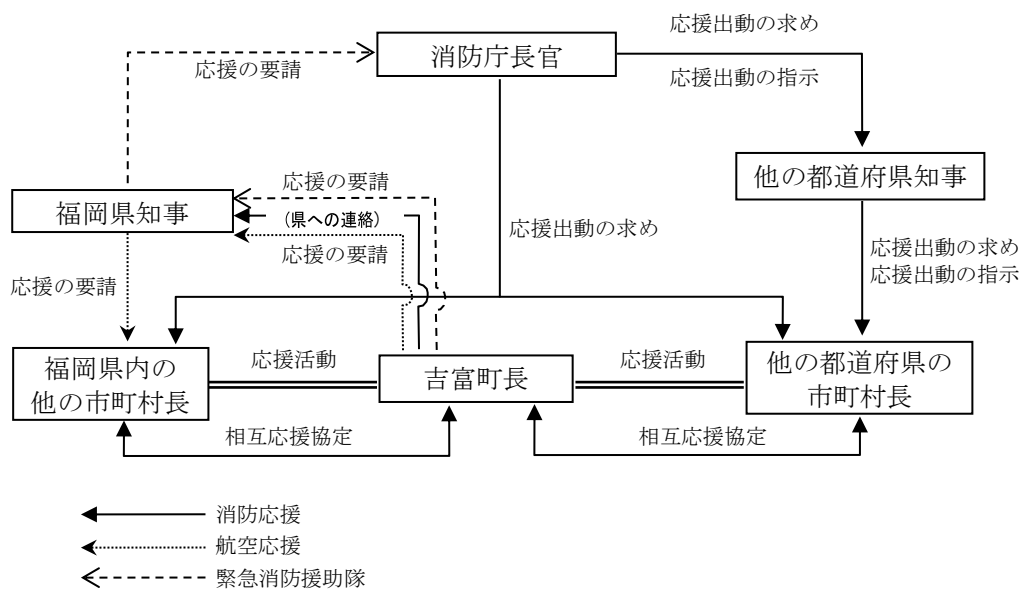 応援出動の求め
消防庁長官
応援の要請
応援出動の指示
他の都道府県知事
応援の要請
福岡県知事
(県への連絡)
応援出動の求め
応援の要請
応援出動の求め
応援出動の指示
応援の要請
福岡県内の
他の市町村長
応援活動
吉富町長
応援活動
他の都道府県の
市町村長
相互応援協定
相互応援協定
消防応援
航空応援
緊急消防援助隊